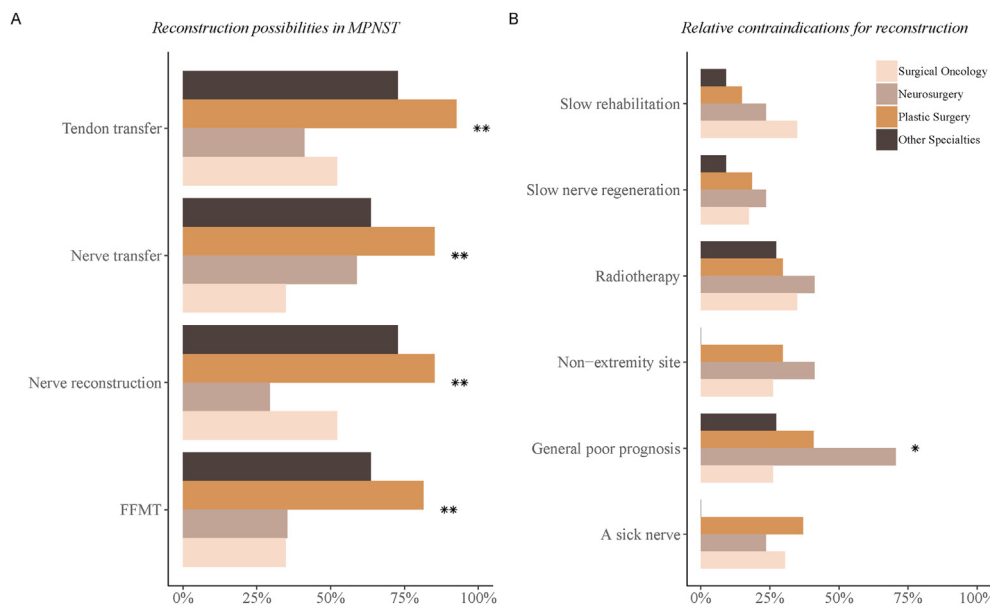 A
Reconstruction possibilities in MPNST
Tendon transfer
**
Nerve transfer
**
Nerve reconstruction
**
FFMT
**
0%
25%
50%
75%
100%
B
Relative contraindications for reconstruction
Surgical Oncology
Neurosurgery
Plastic Surgery
Other Specialties
Slow rehabilitation
Slow nerve regeneration
Radiotherapy
Non−extremity site
General poor prognosis
*
A sick nerve
0%
25%
50%
75%
100%